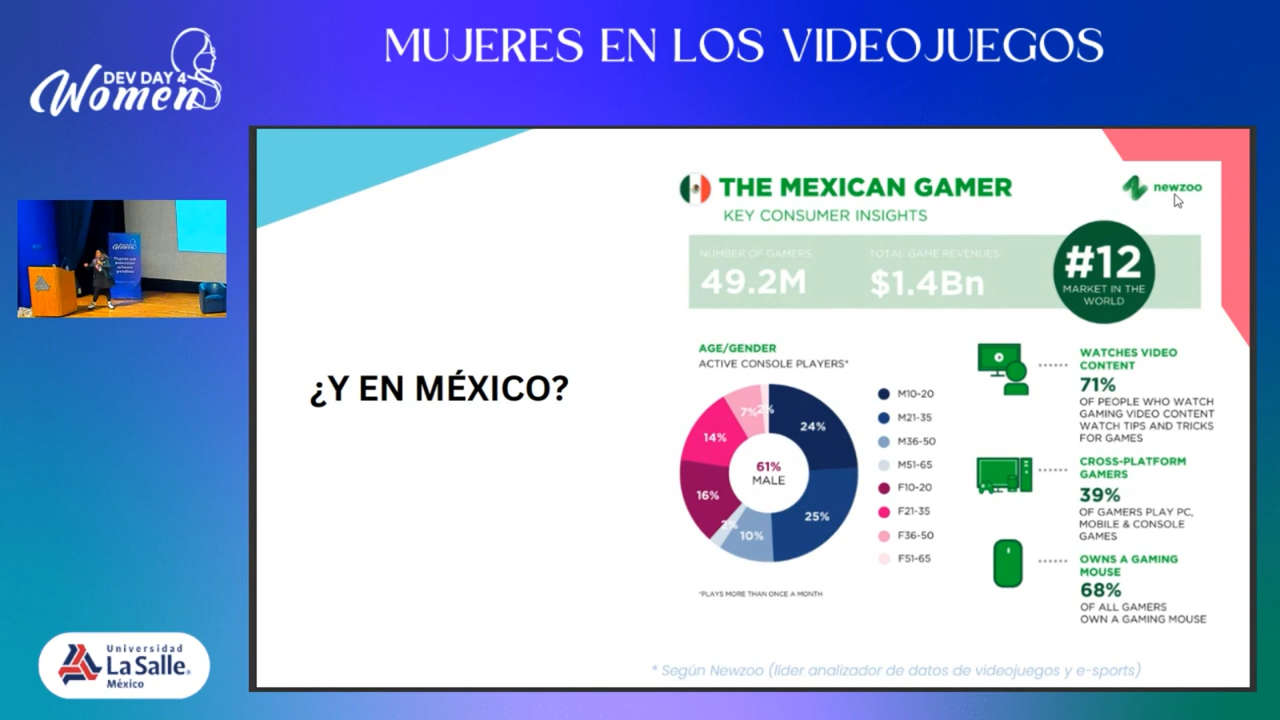 MUJERES EN LOS VIDEOJUEGOS
DEV DAY 4
Women
THE MEXICAN GAMER
KEY CONSUMER INSIGHTS
newzoo
NUMBER OF GAMERS
49.2M
TOTAL GAME REVENUES
$1.4Bn
#12
MARKET IN THE
WORLD
¿Y EN MÉXICO?
AGE/GENDER
ACTIVE CONSOLE PLAYERS*
7%
2%
24%
14%
61%
MALE
16%
2%
10%
25%
M10-20
M21-35
M36-50
M51-65
F10-20
F21-35
F36-50
F51-65
*PLAYS MORE THAN ONCE A MONTH
WATCHES VIDEO
CONTENT
71%
OF PEOPLE WHO WATCH
GAMING VIDEO CONTENT
WATCH TIPS AND TRICKS
FOR GAMES
CROSS-PLATFORM
GAMERS
39%
OF GAMERS PLAY PC,
MOBILE & CONSOLE
GAMES
OWNS A GAMING
MOUSE
68%
OF ALL GAMERS
OWN A GAMING MOUSE
* Según Newzoo (líder analizador de datos de videojuegos y e-sports)
Universidad
La Salle®
México